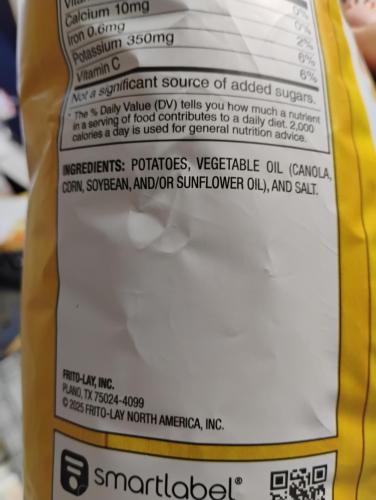 Calcium 10mg 0%
Iron 0.6mg 0%
Potassium 350mg 2%
Vitamin C 6%
6%
Not a significant source of added sugars.
* The % Daily Value (DV) tells you how much a nutrient
in a serving of food contributes to a daily diet. 2,000
calories a day is used for general nutrition advice.
INGREDIENTS: POTATOES, VEGETABLE OIL (CANOLA,
CORN, SOYBEAN, AND/OR SUNFLOWER OIL), AND SALT.
FRITO-LAY, INC.
PLANO, TX 75024-4099
© 2025 FRITO-LAY NORTH AMERICA, INC.
smartlabel®